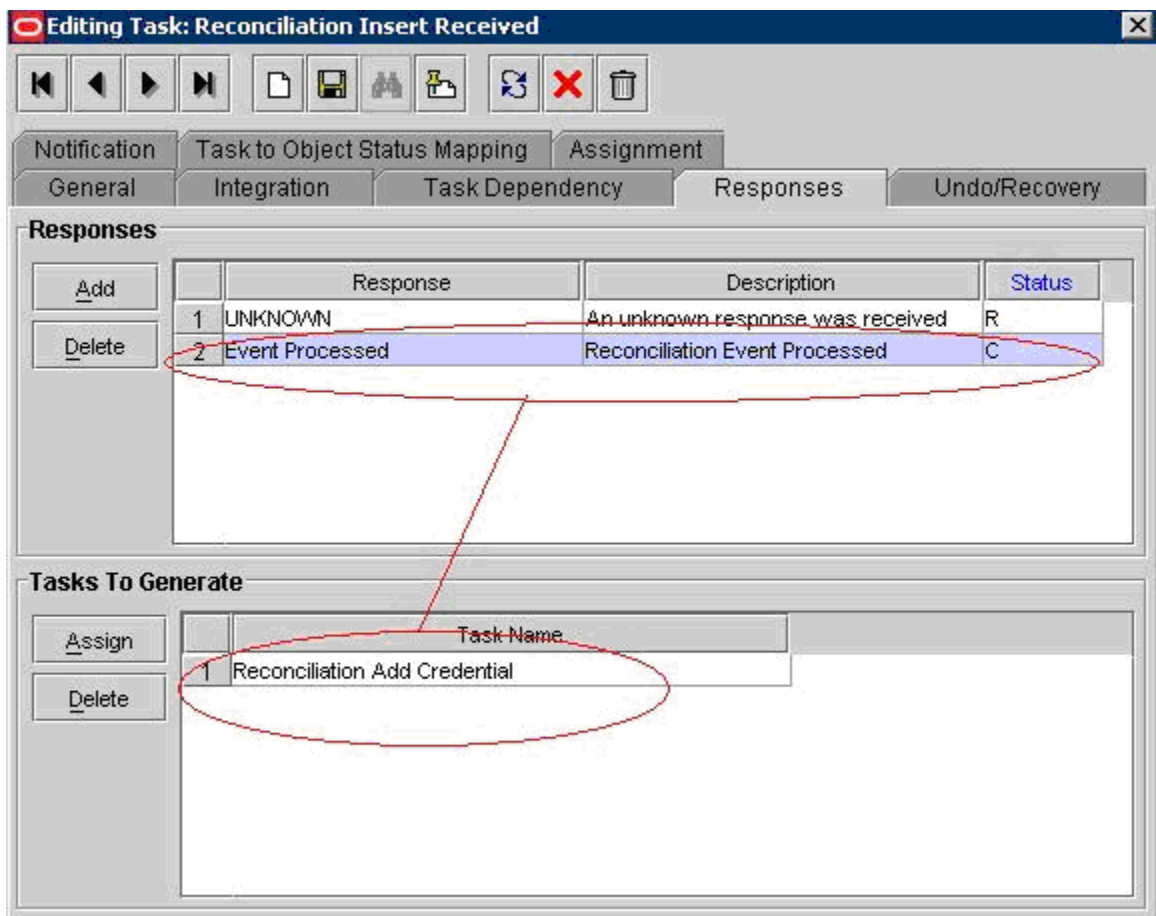 Editing Task: Reconciliation Insert Received
Notification Task to Object Status Mapping Assignment
General Integration Task Dependency Responses Undo/Recovery
Responses
Add
Delete
Response Description Status
1 UNKNOWN An unknown response was received R
2 Event Processed Reconciliation Event Processed C
Tasks To Generate
Assign
Delete
Task Name
1 Reconciliation Add Credential